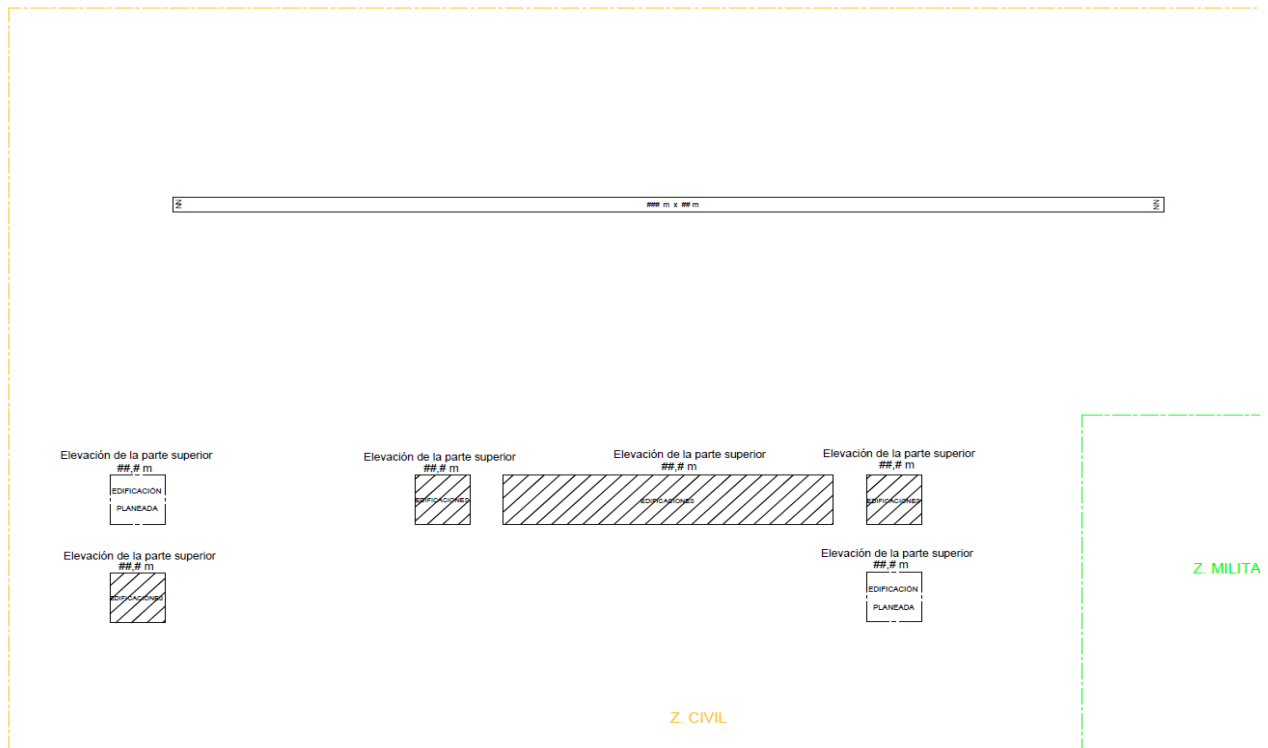 NN
### m x ## m
NN
Elevación de la parte superior
##,# m
EDIFICACIÓN
PLANEADA
Elevación de la parte superior
##,# m
EDIFICACIONES
Elevación de la parte superior
##,# m
EDIFICACIONES
Elevación de la parte superior
##,# m
EDIFICACIONES
Elevación de la parte superior
##,# m
EDIFICACIONES
Elevación de la parte superior
##,# m
EDIFICACIÓN
PLANEADA
Z. MILITA
Z. CIVIL